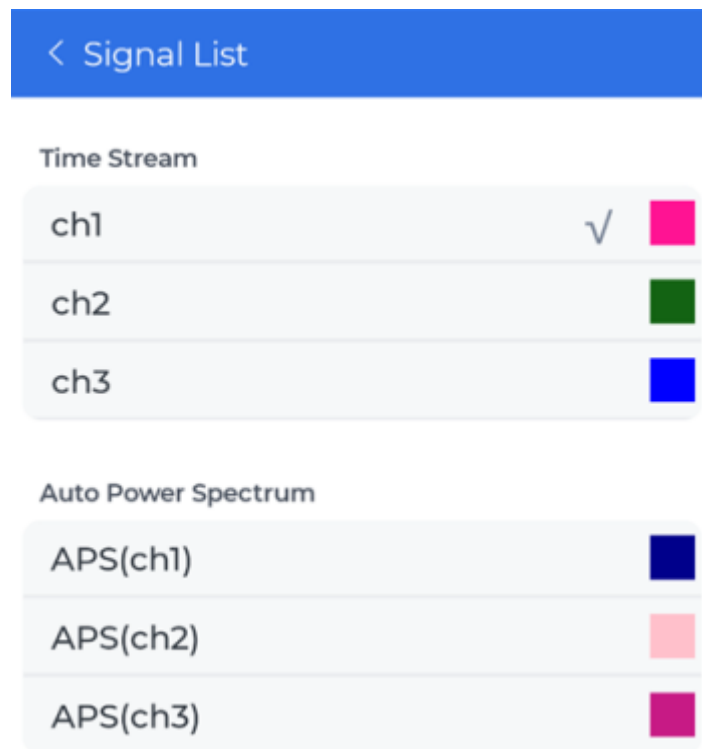 < Signal List
Time Stream
ch1 √
ch2
ch3
Auto Power Spectrum
APS(ch1)
APS(ch2)
APS(ch3)